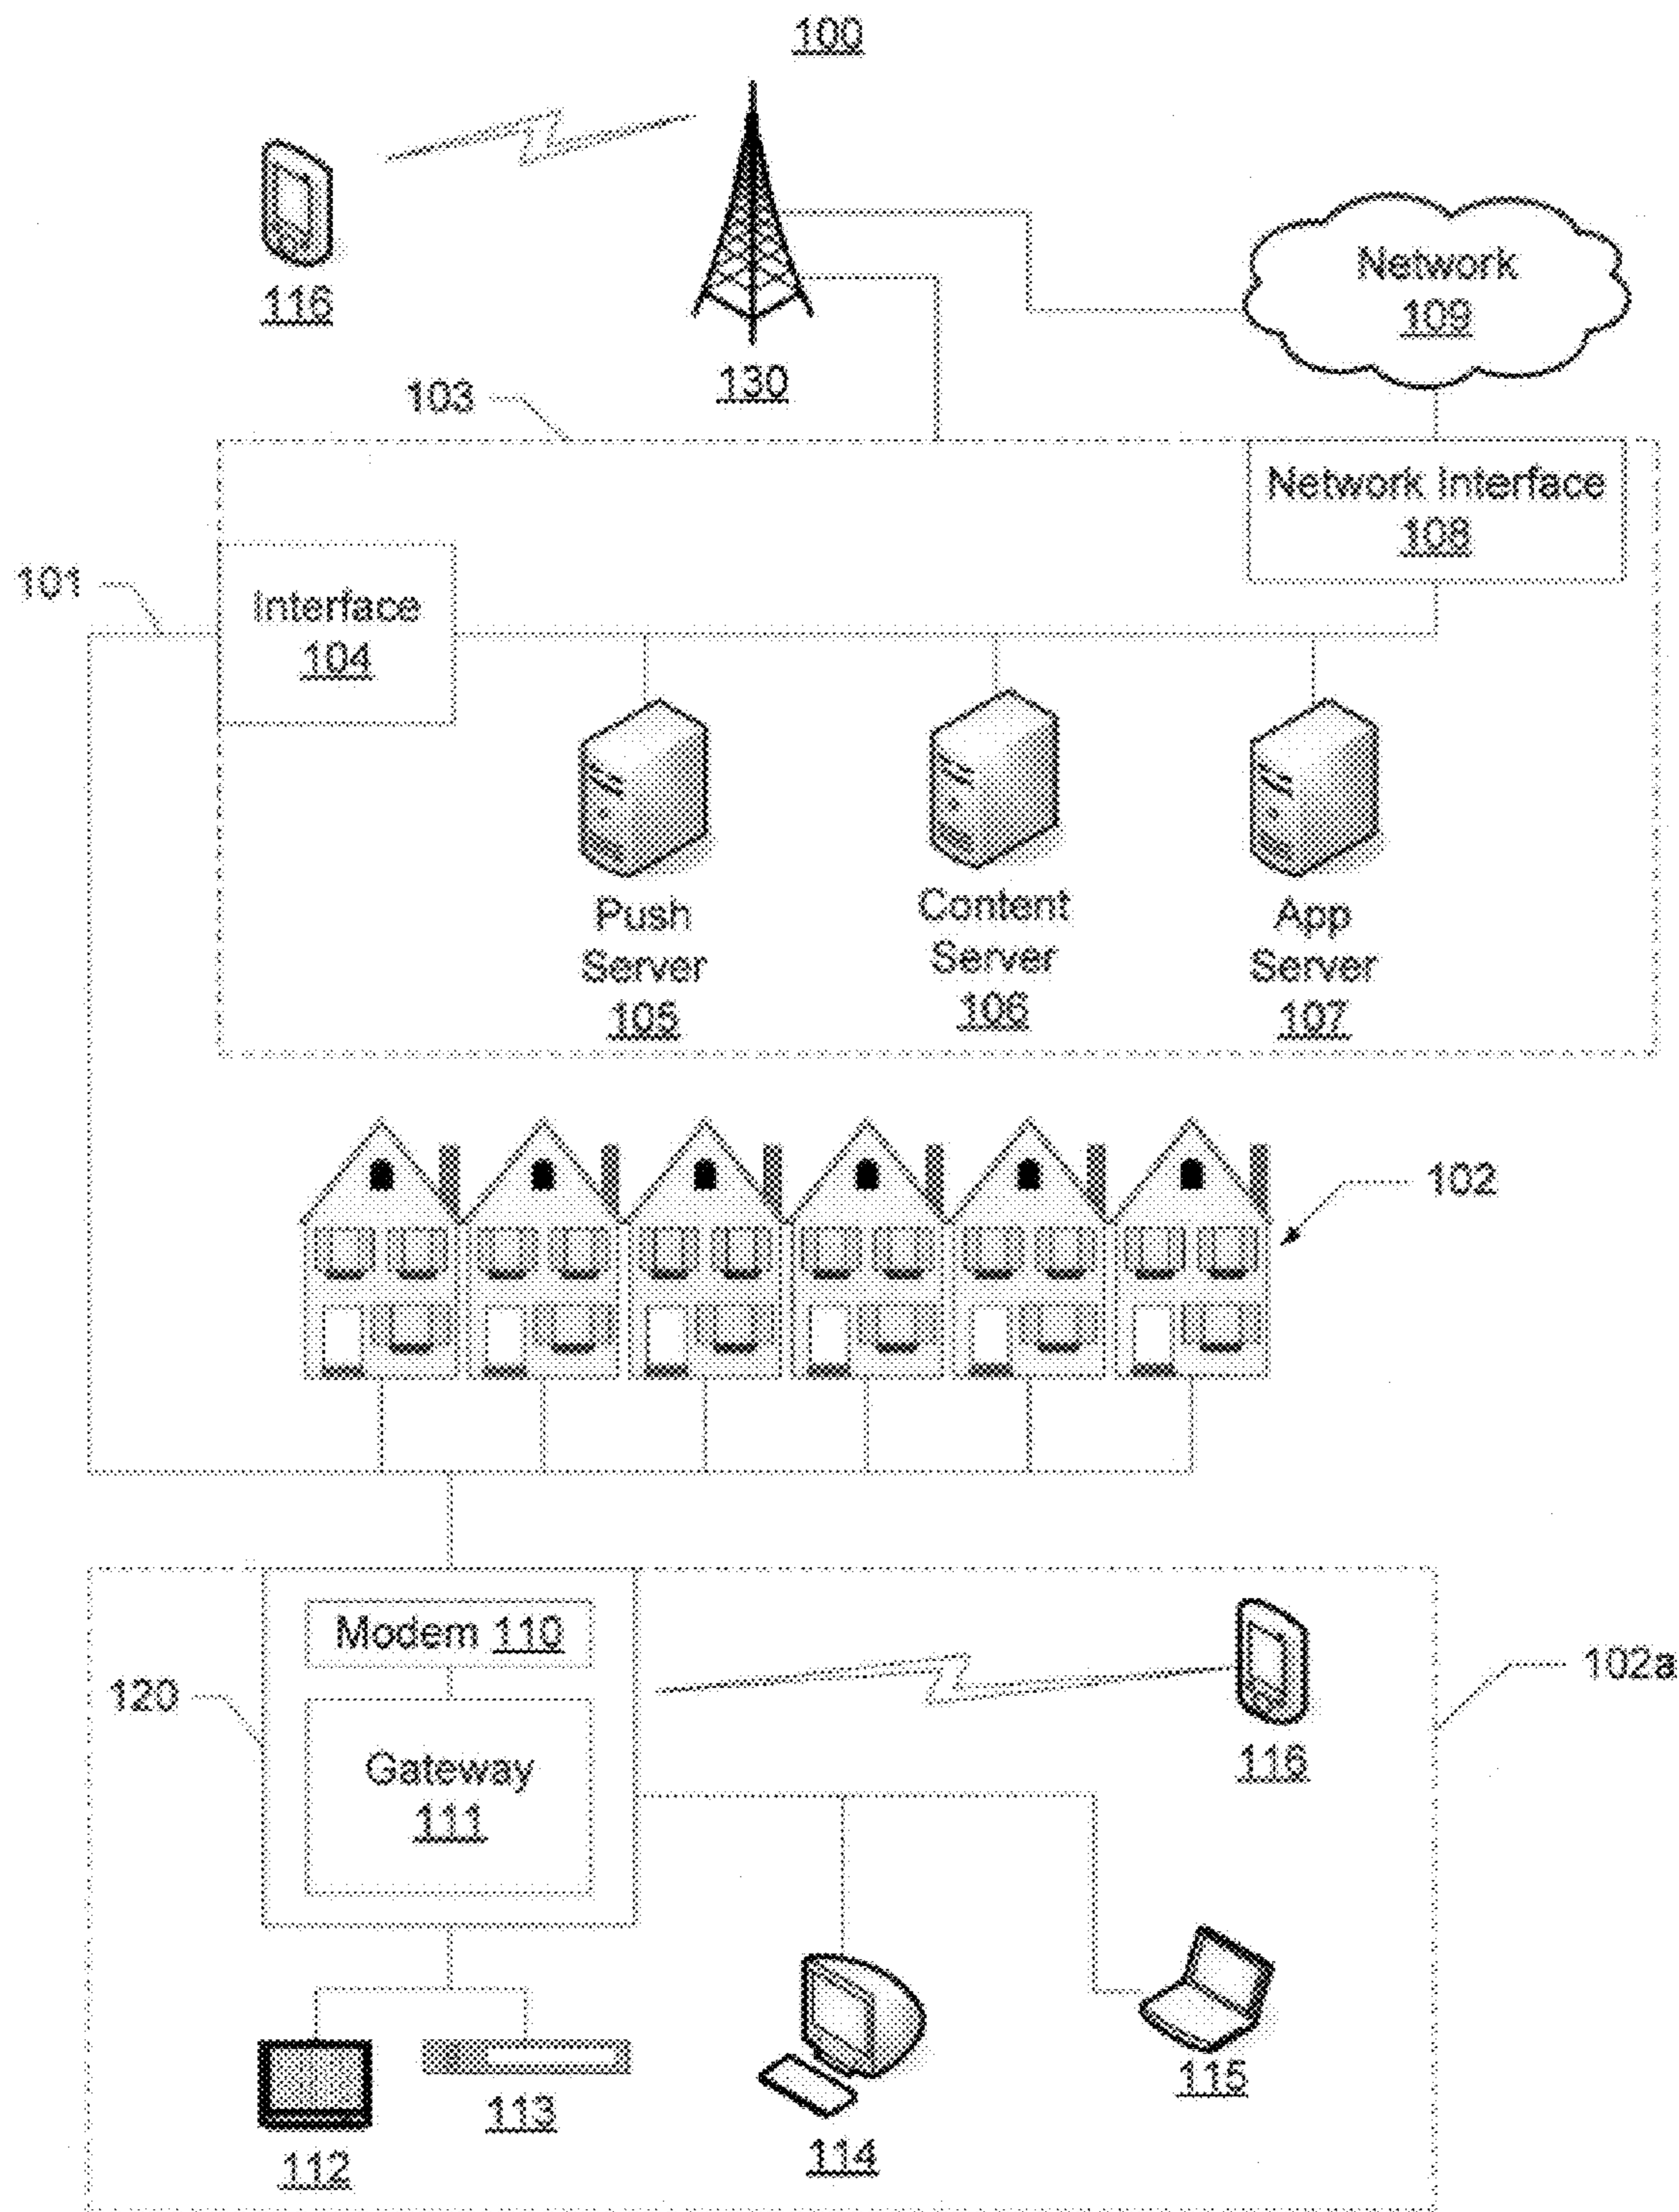 100
116
130
Network
109
103
Network Interface
108
101
Interface
104
Push
Server
105
Content
Server
106
App
Server
107
102
Modem 110
120
Gateway
111
116
102a
112
113
114
115